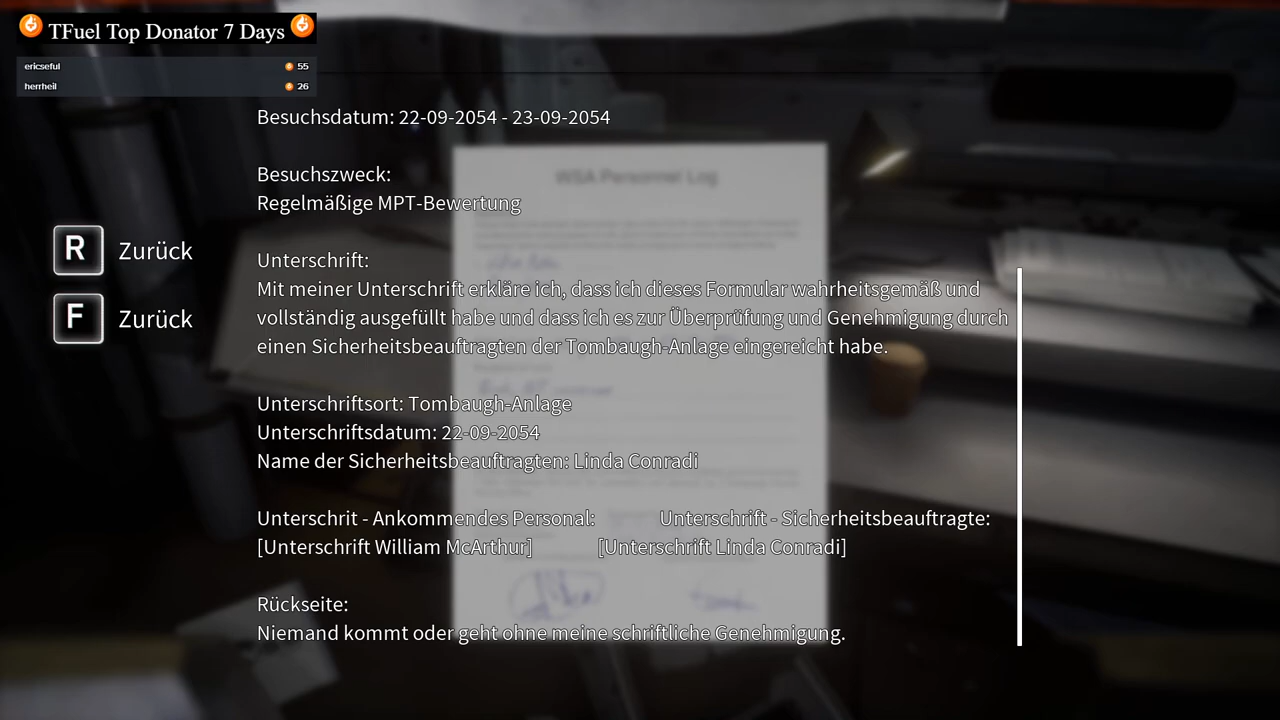 TFuel Top Donator 7 Days
ericseful 55
herrheil 26
Besuchsdatum: 22-09-2054 - 23-09-2054
Besuchszweck:
Regelmäßige MPT-Bewertung
R Zurück
F Zurück
Unterschrift:
Mit meiner Unterschrift erkläre ich, dass ich dieses Formular wahrheitsgemäß und
vollständig ausgefüllt habe und dass ich es zur Überprüfung und Genehmigung durch
einen Sicherheitsbeauftragten der Tombaugh-Anlage eingereicht habe.
Unterschriftsort: Tombaugh-Anlage
Unterschriftsdatum: 22-09-2054
Name der Sicherheitsbeauftragten: Linda Conradi
Unterschrit - Ankommendes Personal: Unterschrift - Sicherheitsbeauftragte:
[Unterschrift William McArthur] [Unterschrift Linda Conradi]
Rückseite:
Niemand kommt oder geht ohne meine schriftliche Genehmigung.
WSA Personnel Log